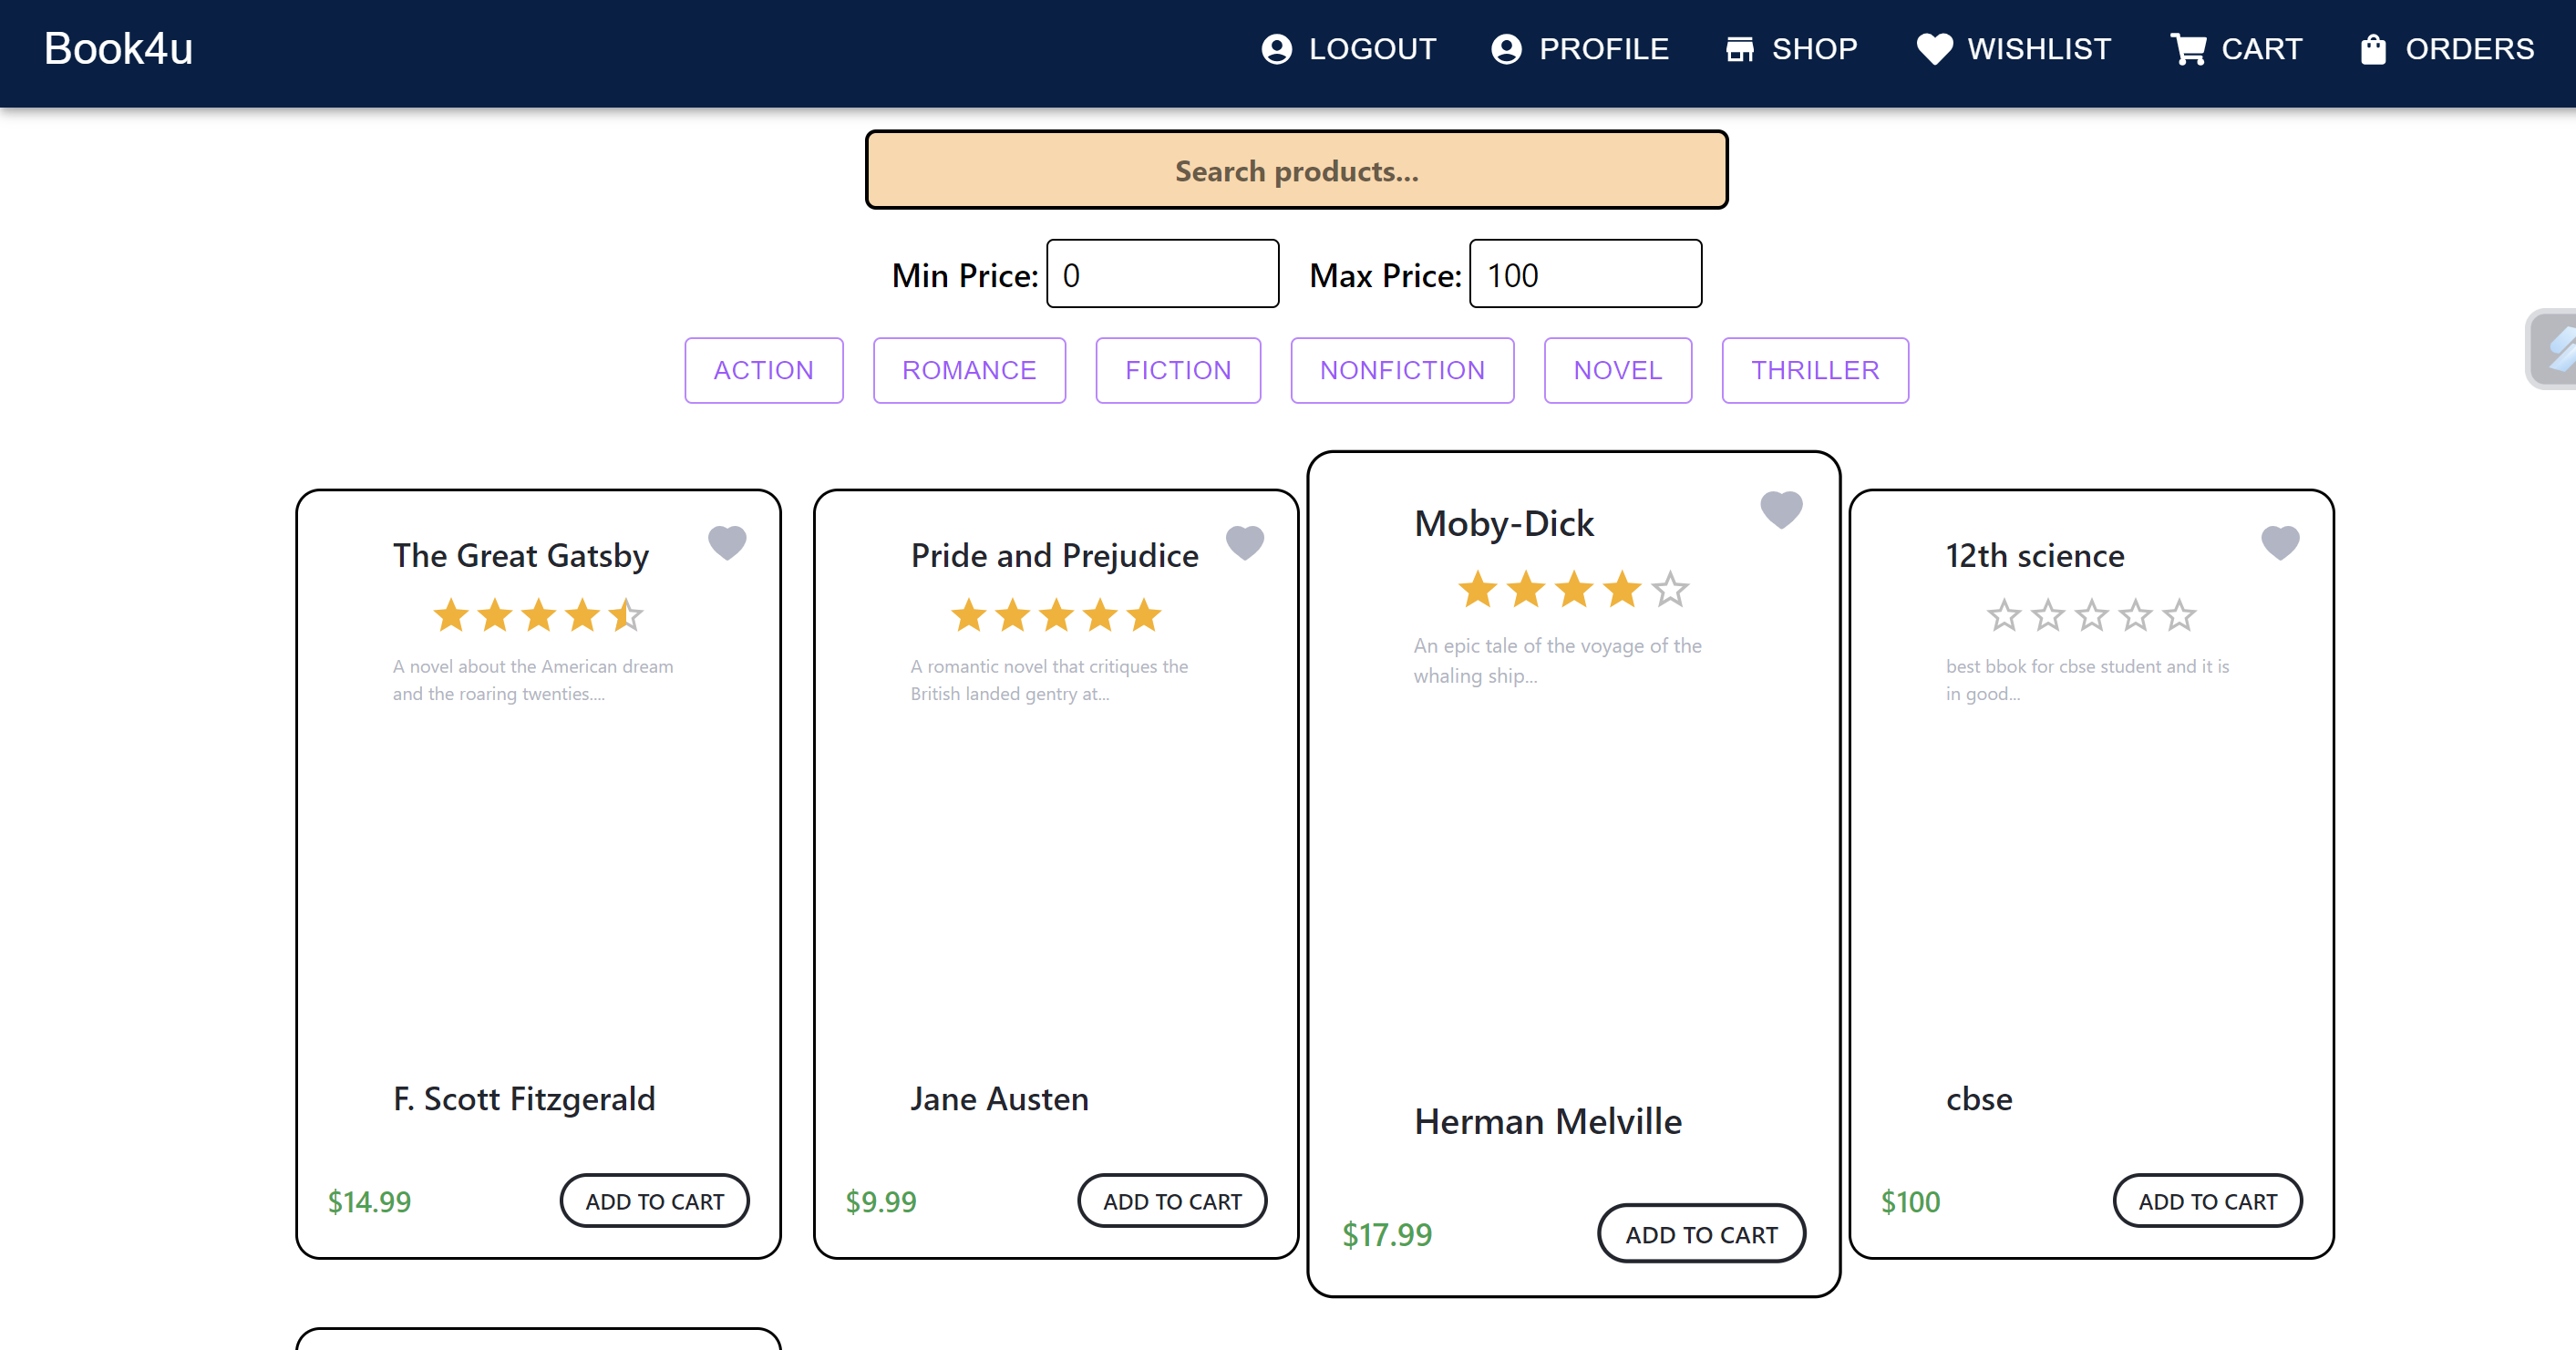 Book4u
LOGOUT
PROFILE
SHOP
WISHLIST
CART
ORDERS
Search products...
Min Price: 0
Max Price: 100
ACTION
ROMANCE
FICTION
NONFICTION
NOVEL
THRILLER
The Great Gatsby
A novel about the American dream
and the roaring twenties....
F. Scott Fitzgerald
$14.99
ADD TO CART
Pride and Prejudice
A romantic novel that critiques the
British landed gentry at...
Jane Austen
$9.99
ADD TO CART
Moby-Dick
An epic tale of the voyage of the
whaling ship...
Herman Melville
$17.99
ADD TO CART
12th science
best bbok for cbse student and it is
in good...
cbse
$100
ADD TO CART